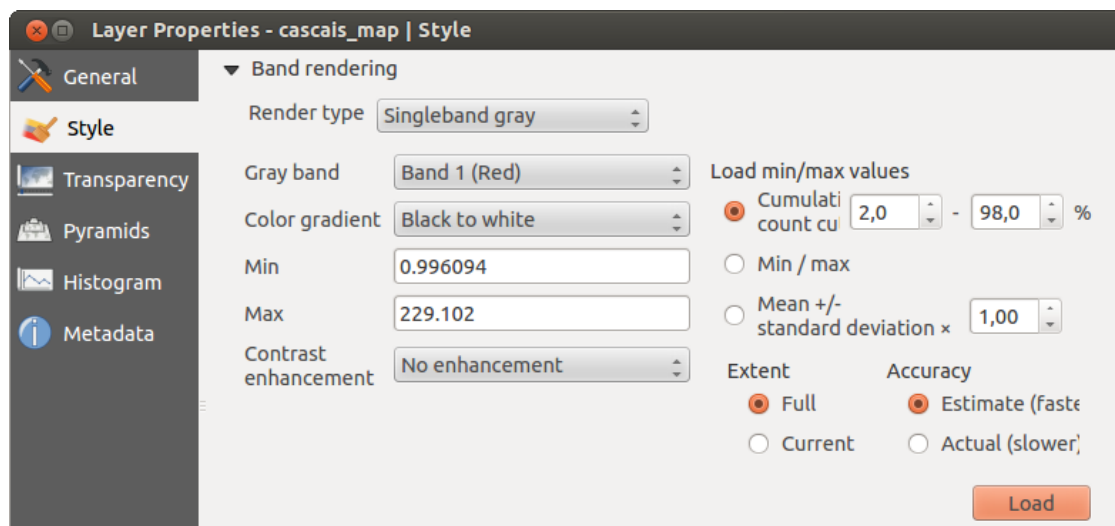 Layer Properties - cascais_map | Style
General
Style
Transparency
Pyramids
Histogram
Metadata
Band rendering
Render type Singleband gray
Gray band Band 1 (Red)
Color gradient Black to white
Min 0.996094
Max 229.102
Contrast
enhancement No enhancement
Load min/max values
Cumulati
count cu 2,0 - 98,0 %
Min / max
Mean +/-
standard deviation × 1,00
Extent Accuracy
Full Estimate (faste
Current Actual (slower)
Load